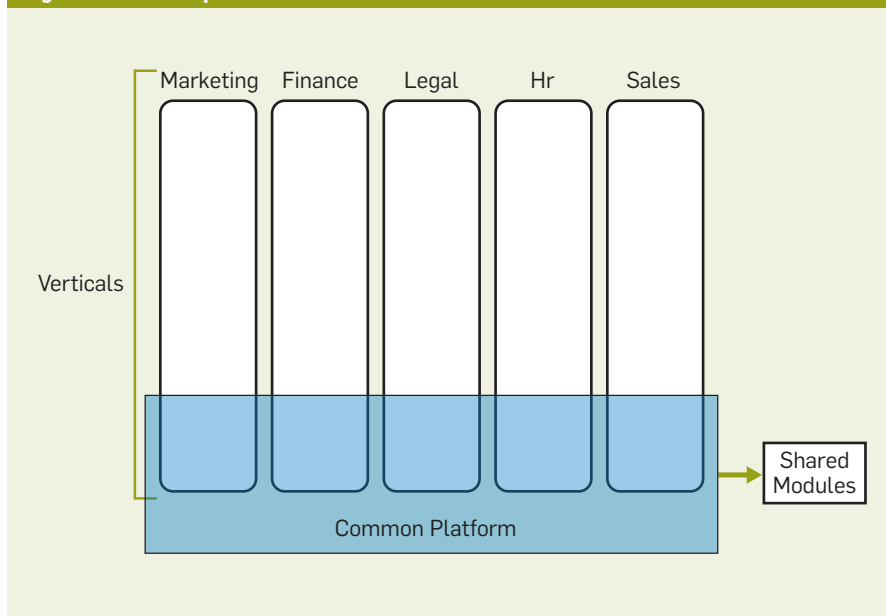 Marketing Finance Legal Hr Sales
Verticals
Shared
Modules
Common Platform